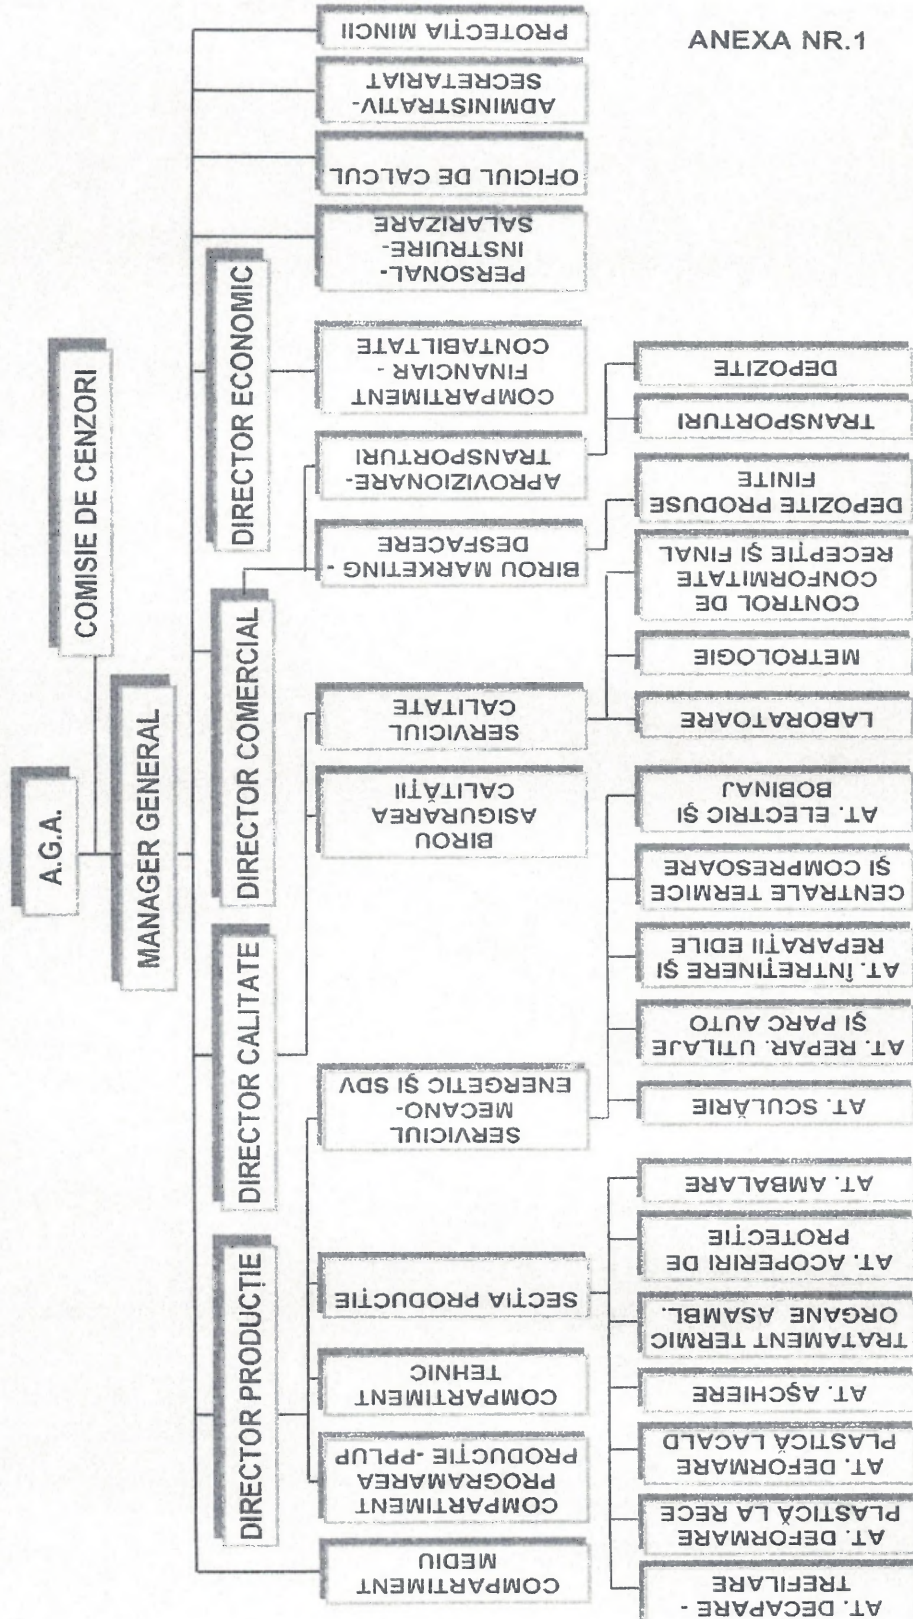 ANEXA NR.1
A.G.A.
COMISIE DE CENZORI
MANAGER GENERAL
DIRECTOR PRODUCTIE
DIRECTOR CALITATE
DIRECTOR COMERCIAL
DIRECTOR ECONOMIC
COMPARTIMENT
MEDIU
COMPARTIMENT
PROGRAMAREA
PRODUCȚIE -PPLUP
COMPARTIMENT
TEHNIC
SECȚIA PRODUCȚIE
SERVICIUL
MECANO-
ENERGETIC ȘI SDV
BIROU
ASIGURAREA
CALITĂȚII
SERVICIUL
CALITATE
BIROU MARKETING -
DESFACERE
APROVIZIONARE-
TRANSPORTURI
COMPARTIMENT
FINANCIAR -
CONTABILTATE
PERSONAL-
INSTRUIRE-
SALARIZARE
OFICIUL DE CALCUL
ADMINISTRATIV-
SECRETARIAT
PROTECȚIA MINCII
AT. DECAPARE -
TREFILARE
AT. DEFORMARE
PLASTICĂ LA RECE
AT. DEFORMARE
PLASTICĂ LACALD
AT. AȘCHIERE
TRATAMENT TERMIC
ORGANE ASAMBL.
AT. ACOPERIRI DE
PROTECȚIE
AT. AMBALARE
AT. SCULĂRIE
AT. REPAR. UTILAJE
ȘI PARC AUTO
AT. ÎNTREȚINERE ȘI
REPARAȚII EDILE
CENTRALE TERMICE
ȘI COMPRESOARE
AT. ELECTRIC ȘI
BOBINAJ
LABORATOARE
METROLOGIE
CONTROL DE
CONFORMITATE
RECEPȚIE ȘI FINAL
DEPOZITE PRODUSE
FINITE
TRANSPORTURI
DEPOZITE